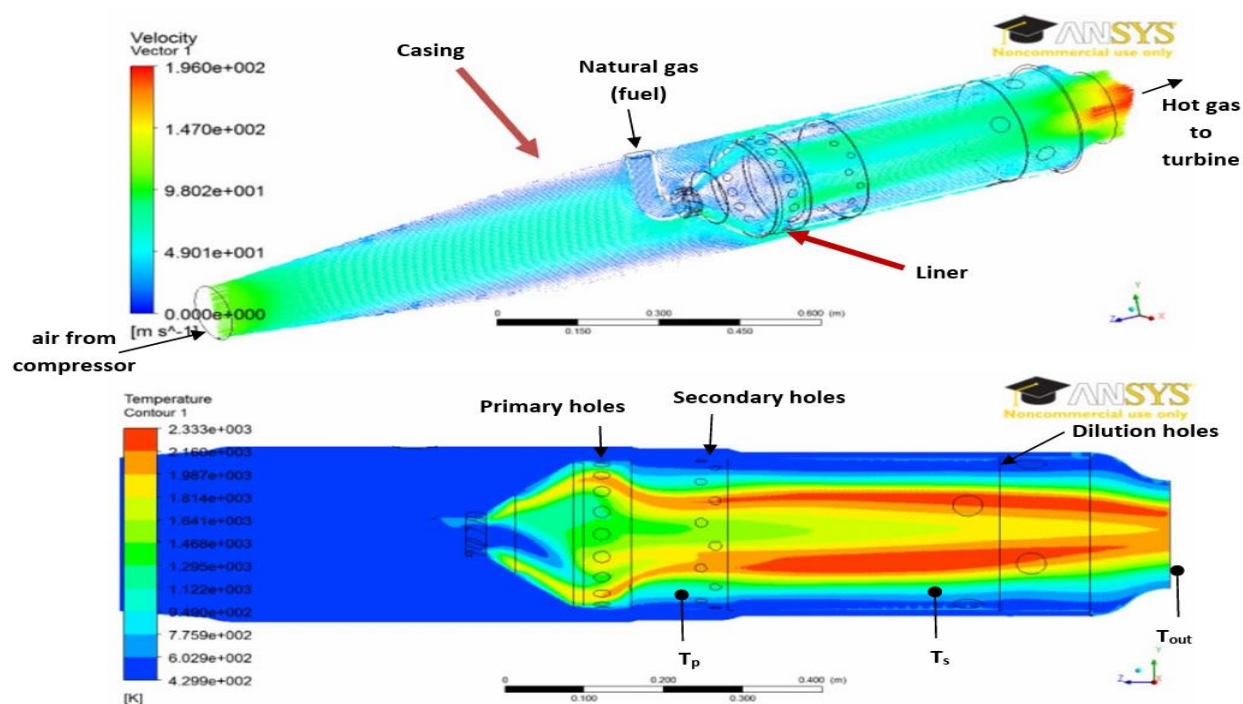 Velocity
Vector 1
1.960e+002
1.470e+002
9.802e+001
4.901e+001
0.000e+000
[m s^-1]
Casing
Natural gas
(fuel)
ANSYS
Noncommercial use only
Hot gas
to
turbine
Liner
air from
compressor
0 0.300 0.600 (m)
0.150 0.450
Y
Z X
Temperature
Contour 1
2.333e+003
2.160e+003
1.987e+003
1.814e+003
1.641e+003
1.468e+003
1.295e+003
1.122e+003
9.490e+002
7.759e+002
6.029e+002
4.299e+002
[K]
Primary holes
Secondary holes
ANSYS
Noncommercial use only
Dilution holes
Tp
Ts
Tout
0 0.200 0.400 (m)
0.100 0.300
Y
Z X